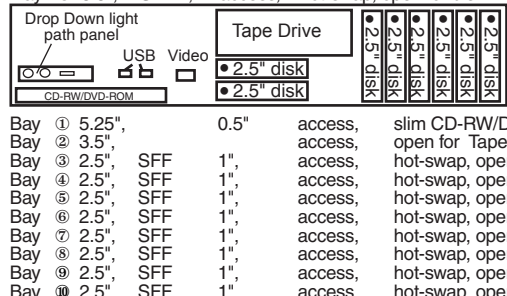 Drop Down light
path panel
USB Video
Tape Drive
2.5" disk
2.5" disk
CD-RW/DVD-ROM
2.5" disk
2.5" disk
2.5" disk
2.5" disk
2.5" disk
2.5" disk
Bay ① 5.25", 0.5" access, slim CD-RW/D
Bay ② 3.5", access, open for Tape
Bay ③ 2.5", SFF 1", access, hot-swap, ope
Bay ④ 2.5", SFF 1", access, hot-swap, ope
Bay ⑤ 2.5", SFF 1", access, hot-swap, ope
Bay ⑥ 2.5", SFF 1", access, hot-swap, ope
Bay ⑦ 2.5", SFF 1", access, hot-swap, ope
Bay ⑧ 2.5", SFF 1", access, hot-swap, ope
Bay ⑨ 2.5", SFF 1", access, hot-swap, ope
Bay ⑩ 2.5", SFF 1", access, hot-swap, ope